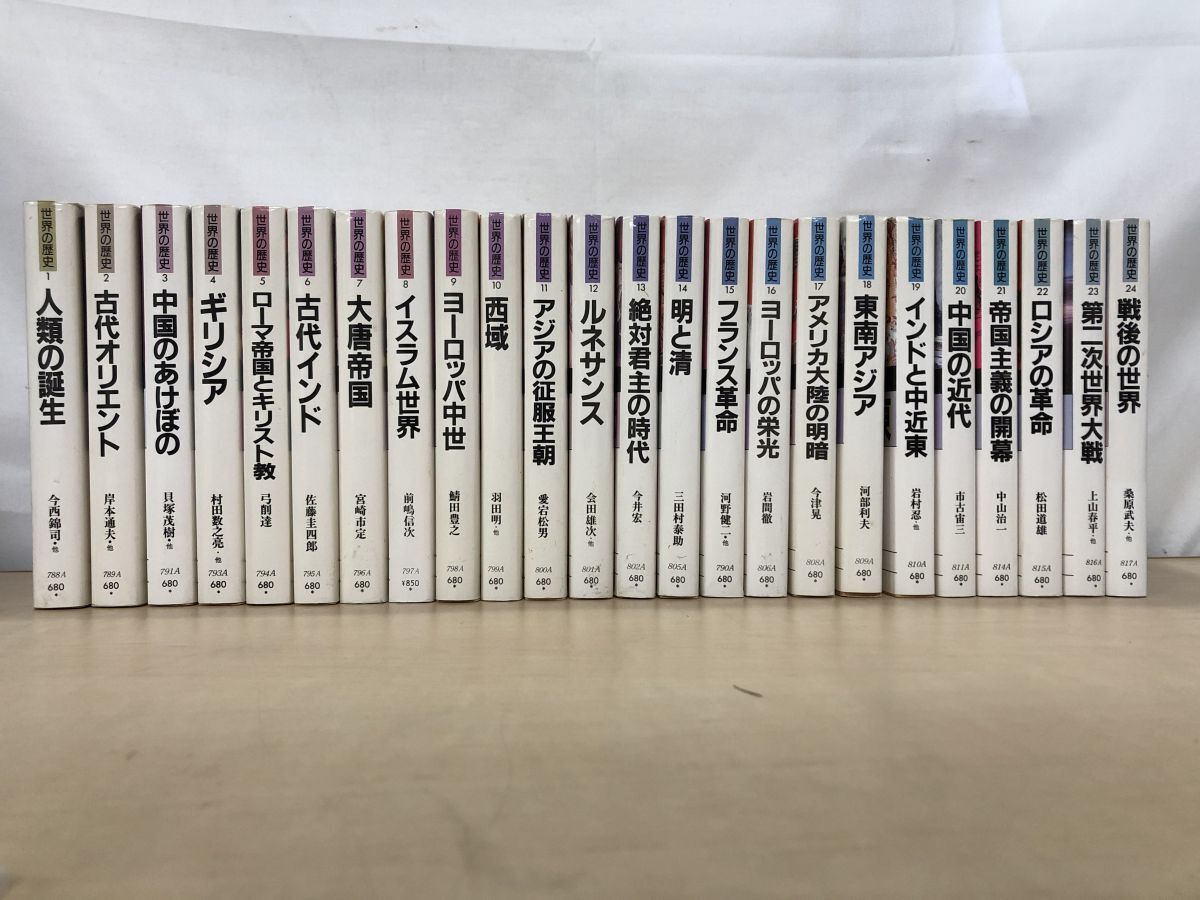 世界の歴史
1
人類の誕生
今西錦司・他
788A
680
世界の歴史
2
古代オリエント
岸本通夫・他
789A
680
世界の歴史
3
中国のあけぼの
貝塚茂樹・他
791A
680
世界の歴史
4
ギリシア
村田数之亮・他
793A
680
世界の歴史
5
ローマ帝国とキリスト教
弓削達
794A
680
世界の歴史
6
古代インド
佐藤圭四郎
795A
680
世界の歴史
7
大唐帝国
宮崎市定
796A
680
世界の歴史
8
イスラム世界
前嶋信次
797A
¥850
世界の歴史
9
ヨーロッパ中世
鯖田豊之
798A
680
世界の歴史
10
西域
羽田明・他
799A
680
世界の歴史
11
アジアの征服王朝
愛宕松男
800A
680
世界の歴史
12
ルネサンス
会田雄次・他
801A
680
世界の歴史
13
絶対君主の時代
今井宏
802A
680
世界の歴史
14
明と清
三田村泰助
805A
680
世界の歴史
15
フランス革命
河野健二・他
790A
680
世界の歴史
16
ヨーロッパの栄光
岩間徹
806A
680
世界の歴史
17
アメリカ大陸の明暗
今津晃
808A
680
世界の歴史
18
東南アジア
河部利夫
809A
680
世界の歴史
19
インドと中近東
岩村忍・他
810A
680
世界の歴史
20
中国の近代
市古宙三
811A
680
世界の歴史
21
帝国主義の開幕
中山治一
814A
680
世界の歴史
22
ロシアの革命
松田道雄
815A
680
世界の歴史
23
第二次世界大戦
上山春平・他
816A
680
世界の歴史
24
戦後の世界
桑原武夫・他
817A
680